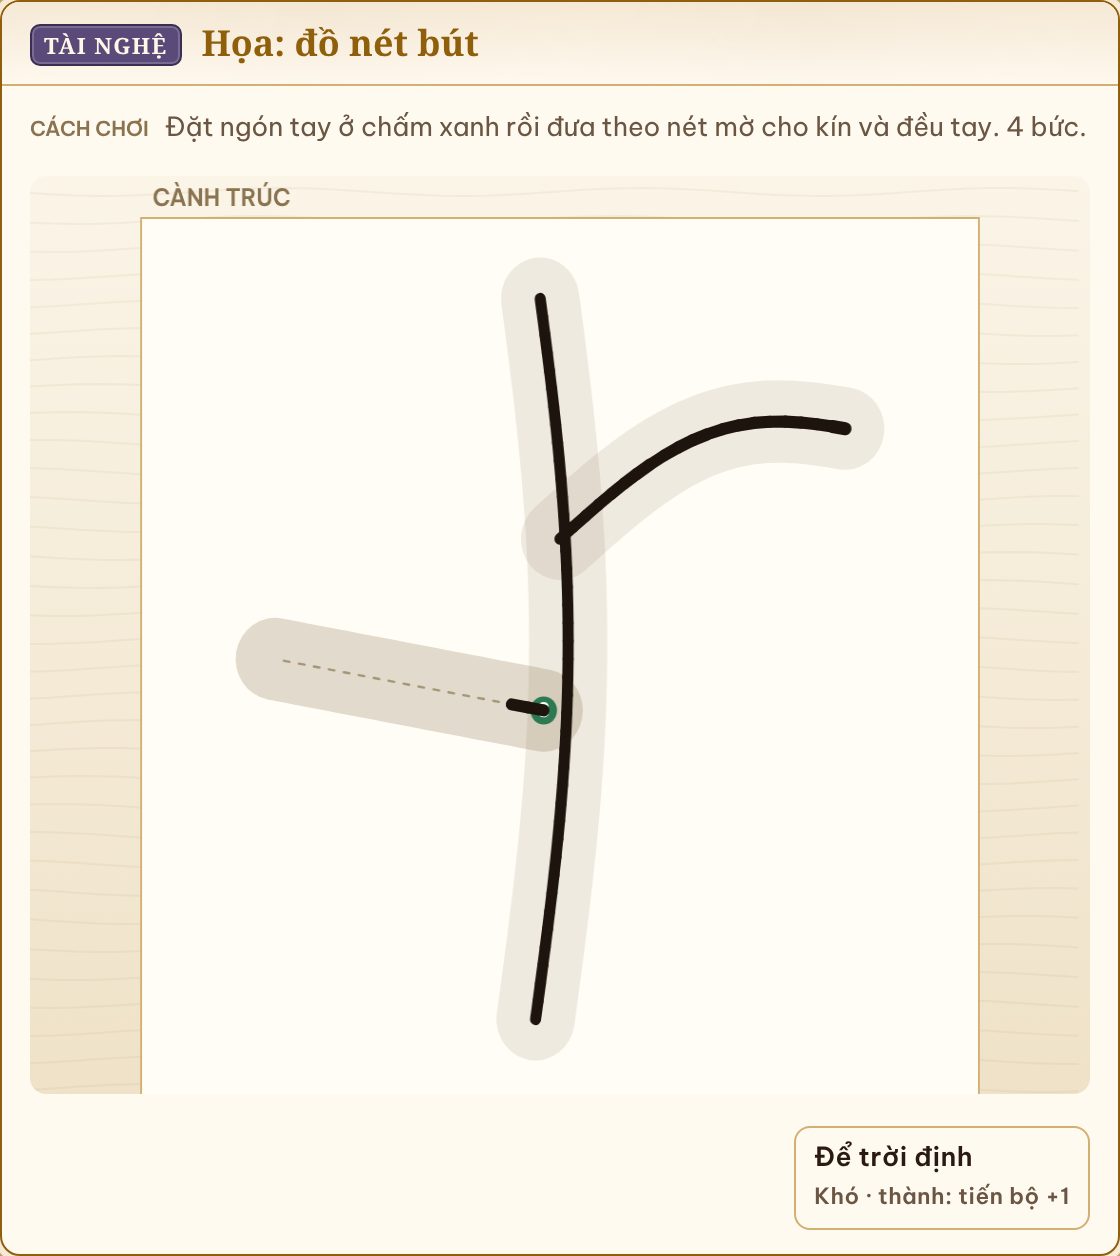 TÀI NGHỆ Họa: đồ nét bút
CÁCH CHƠI Đặt ngón tay ở chấm xanh rồi đưa theo nét mờ cho kín và đều tay. 4 bức.
CÀNH TRÚC
Để trời định
Khó · thành: tiến bộ +1